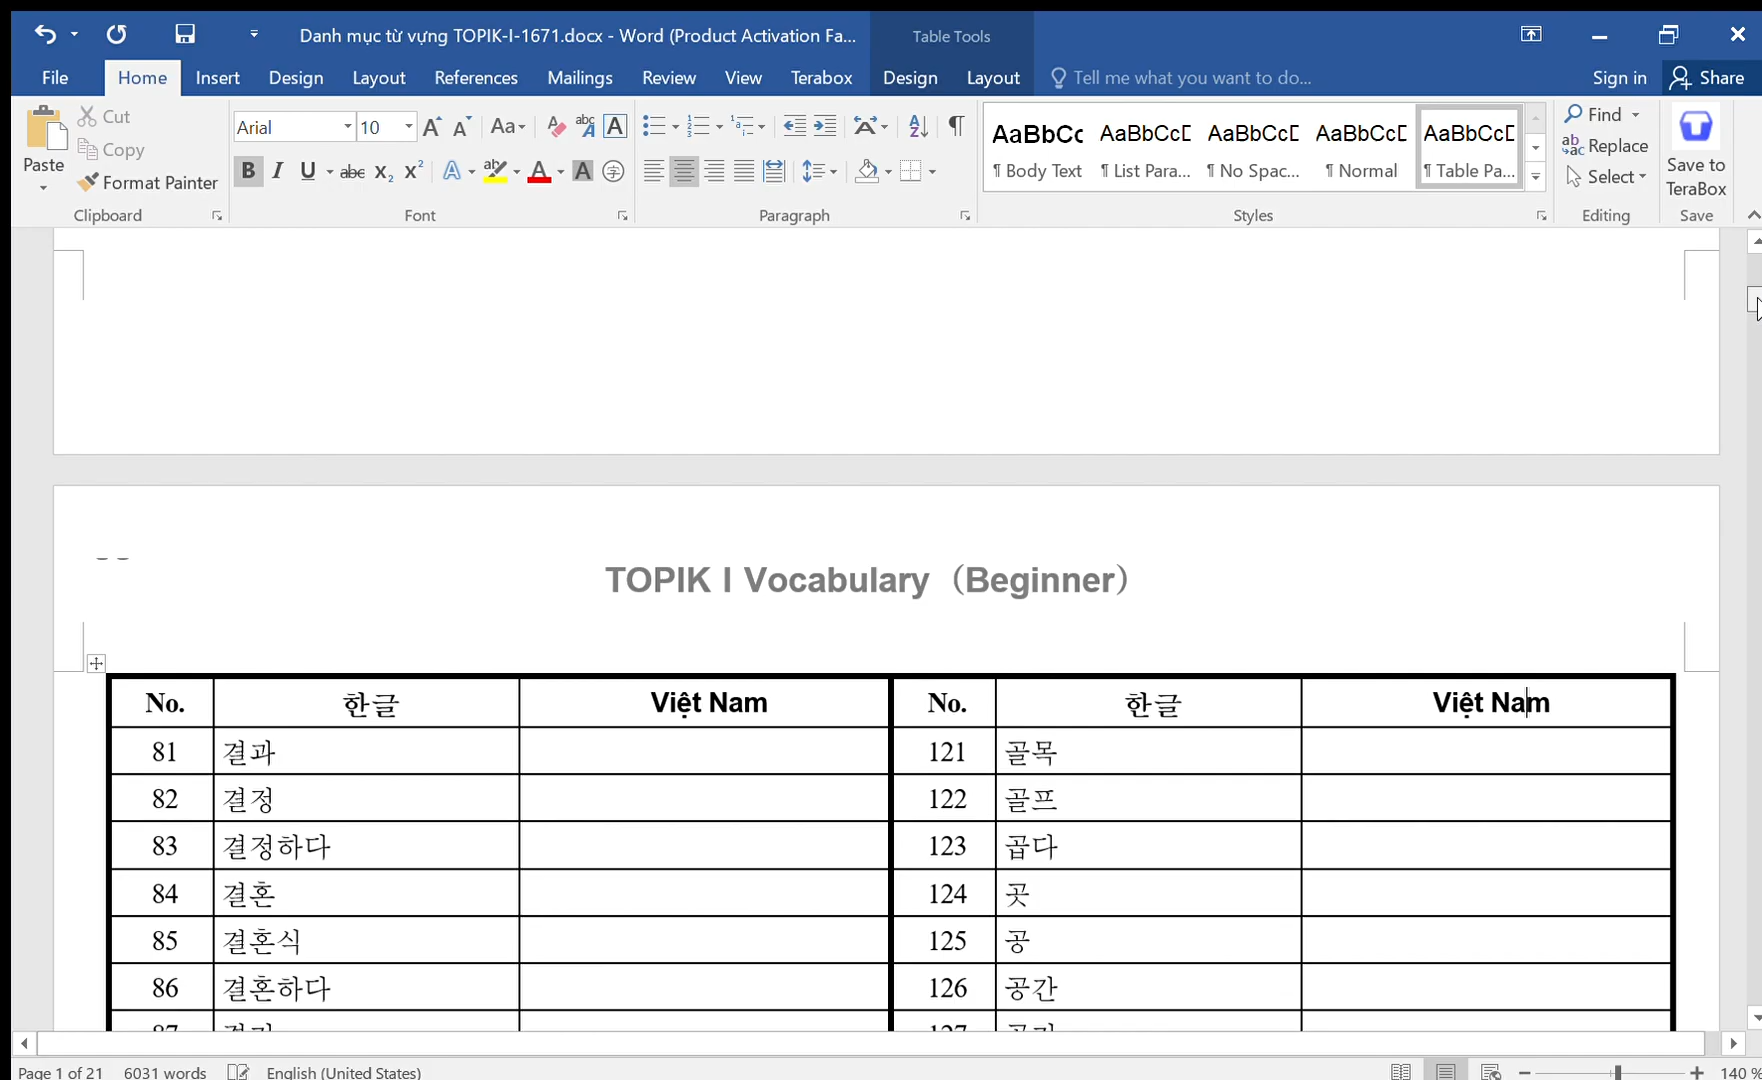 Danh mục từ vựng TOPIK-I-1671.docx - Word (Product Activation Fa...
Table Tools
File Home Insert Design Layout References Mailings Review View Terabox Design Layout Tell me what you want to do... Sign in Share
Paste
Cut
Copy
Format Painter
Clipboard
Arial 10
Font
Paragraph
AaBbCc AaBbCcD AaBbCcD AaBbCcD AaBbCcD
¶ Body Text ¶ List Para... ¶ No Spac... ¶ Normal ¶ Table Pa...
Styles
Find
Replace
Select
Editing
Save to
TeraBox
Save
TOPIK I Vocabulary（Beginner）
No. 한글 Việt Nam No. 한글 Việt Nam
81 결과 121 골목
82 결정 122 골프
83 결정하다 123 곱다
84 결혼 124 곳
85 결혼식 125 공
86 결혼하다 126 공간
Page 1 of 21 6031 words English (United States) 140 %